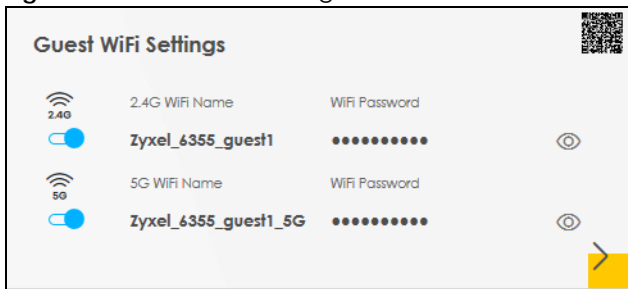 Guest WiFi Settings
2.4G
2.4G WiFi Name WiFi Password
Zyxel_6355_guest1 ●●●●●●●●●●
5G
5G WiFi Name WiFi Password
Zyxel_6355_guest1_5G ●●●●●●●●●●